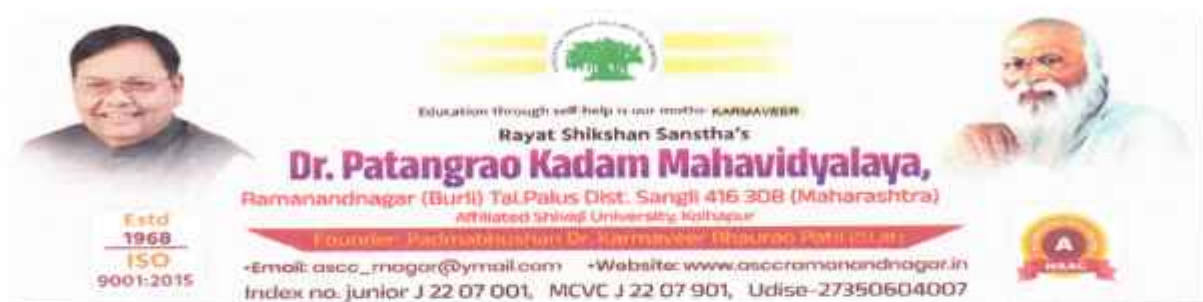 Education through self-help is our motto- KARMAVEER
Rayat Shikshan Sanstha's
Dr. Patangrao Kadam Mahavidyalaya,
Ramanandnagar (Burli) Tal.Palus Dist. Sangli 416 308 (Maharashtra)
Affiliated Shivaji University, Kolhapur
Founder: Padmabhushan Dr. Karmaveer Bhaurao Patil
Estd
1968
ISO
9001:2015
A
NAAC
•Email: ascc_rnagar@ymail.com •Website: www.asccramanandnagar.in
Index no. junior J 22 07 001, MCVC J 22 07 901, Udise-27350604007